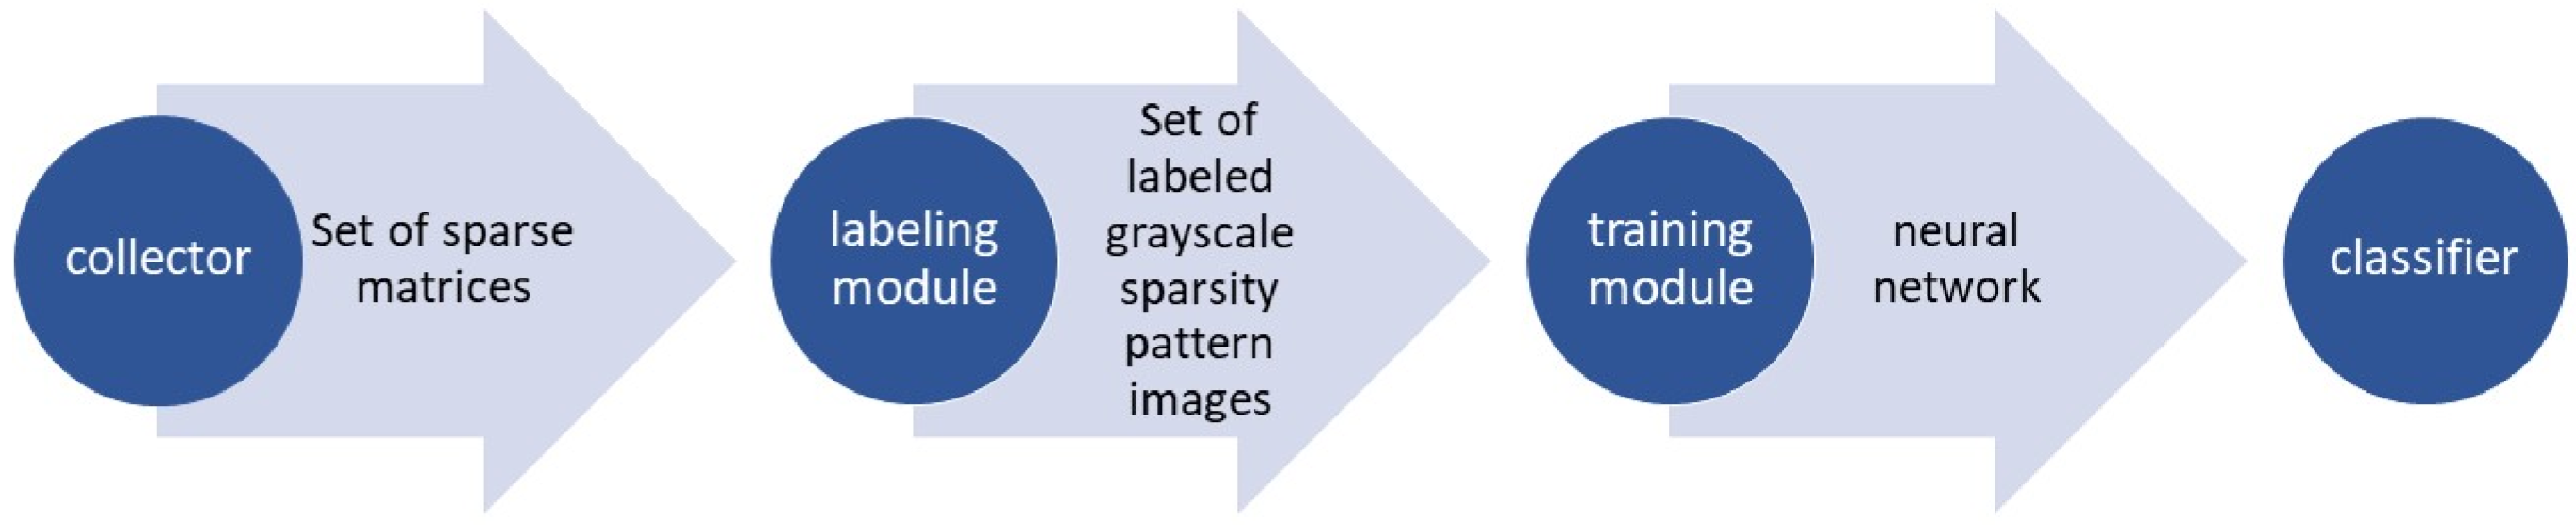 collector
Set of sparse
matrices
labeling
module
Set of
labeled
grayscale
sparsity
pattern
images
training
module
neural
network
classifier